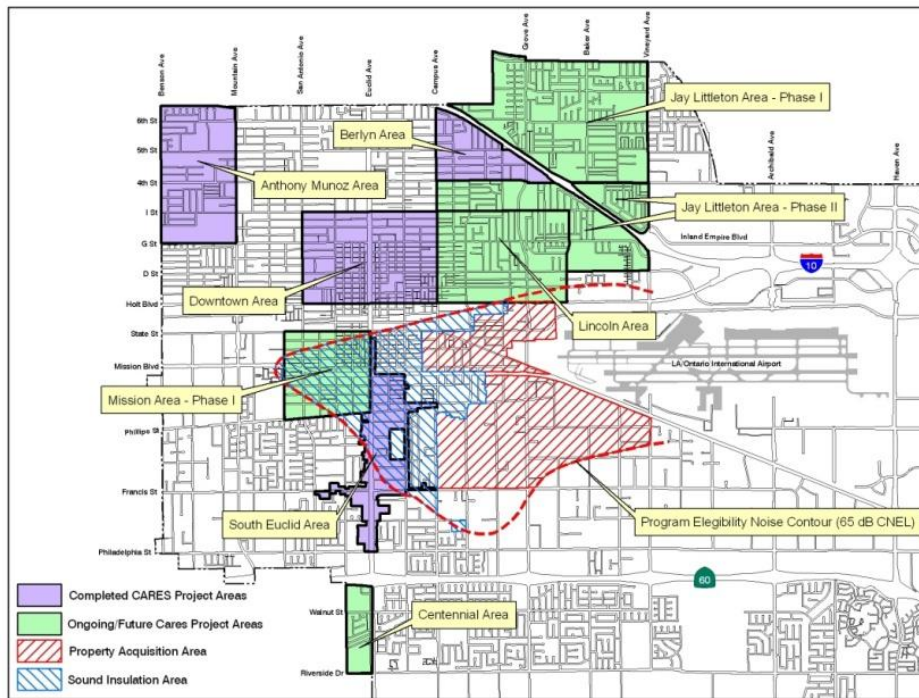 Benson Ave
Mountain Ave
San Antonio Ave
Euclid Ave
Campus Ave
Grove Ave
Baker Ave
Vineyard Ave
Archibald Ave
Haven Ave
6th St
5th St
4th St
I St
G St
D St
Holt Blvd
State St
Mission Blvd
Phillips St
Francis St
Philadelphia St
Walnut St
Riverside Dr
Jay Littleton Area - Phase I
Berlyn Area
Anthony Munoz Area
Jay Littleton Area - Phase II
Inland Empire Blvd
10
Downtown Area
Lincoln Area
LA/Ontario International Airport
Mission Area - Phase I
South Euclid Area
Program Elegibility Noise Contour (65 dB CNEL)
60
Centennial Area
Completed CARES Project Areas
Ongoing/Future Cares Project Areas
Property Acquisition Area
Sound Insulation Area